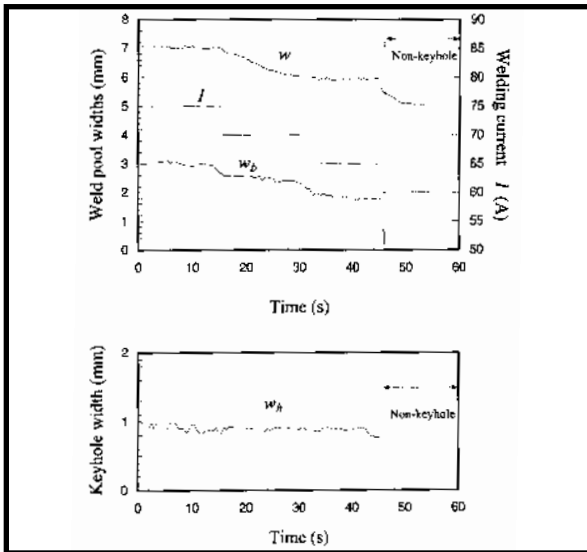 Weld pool widths (mm)
8
7
6
5
4
3
2
1
0
w
I
w_b
Non-keyhole
90
85
80
75
70
65
60
55
50
Welding current I (A)
0 10 20 30 40 50 60
Time (s)
Keyhole width (mm)
2
1
0
w_h
Non-keyhole
0 10 20 30 40 50 60
Time (s)